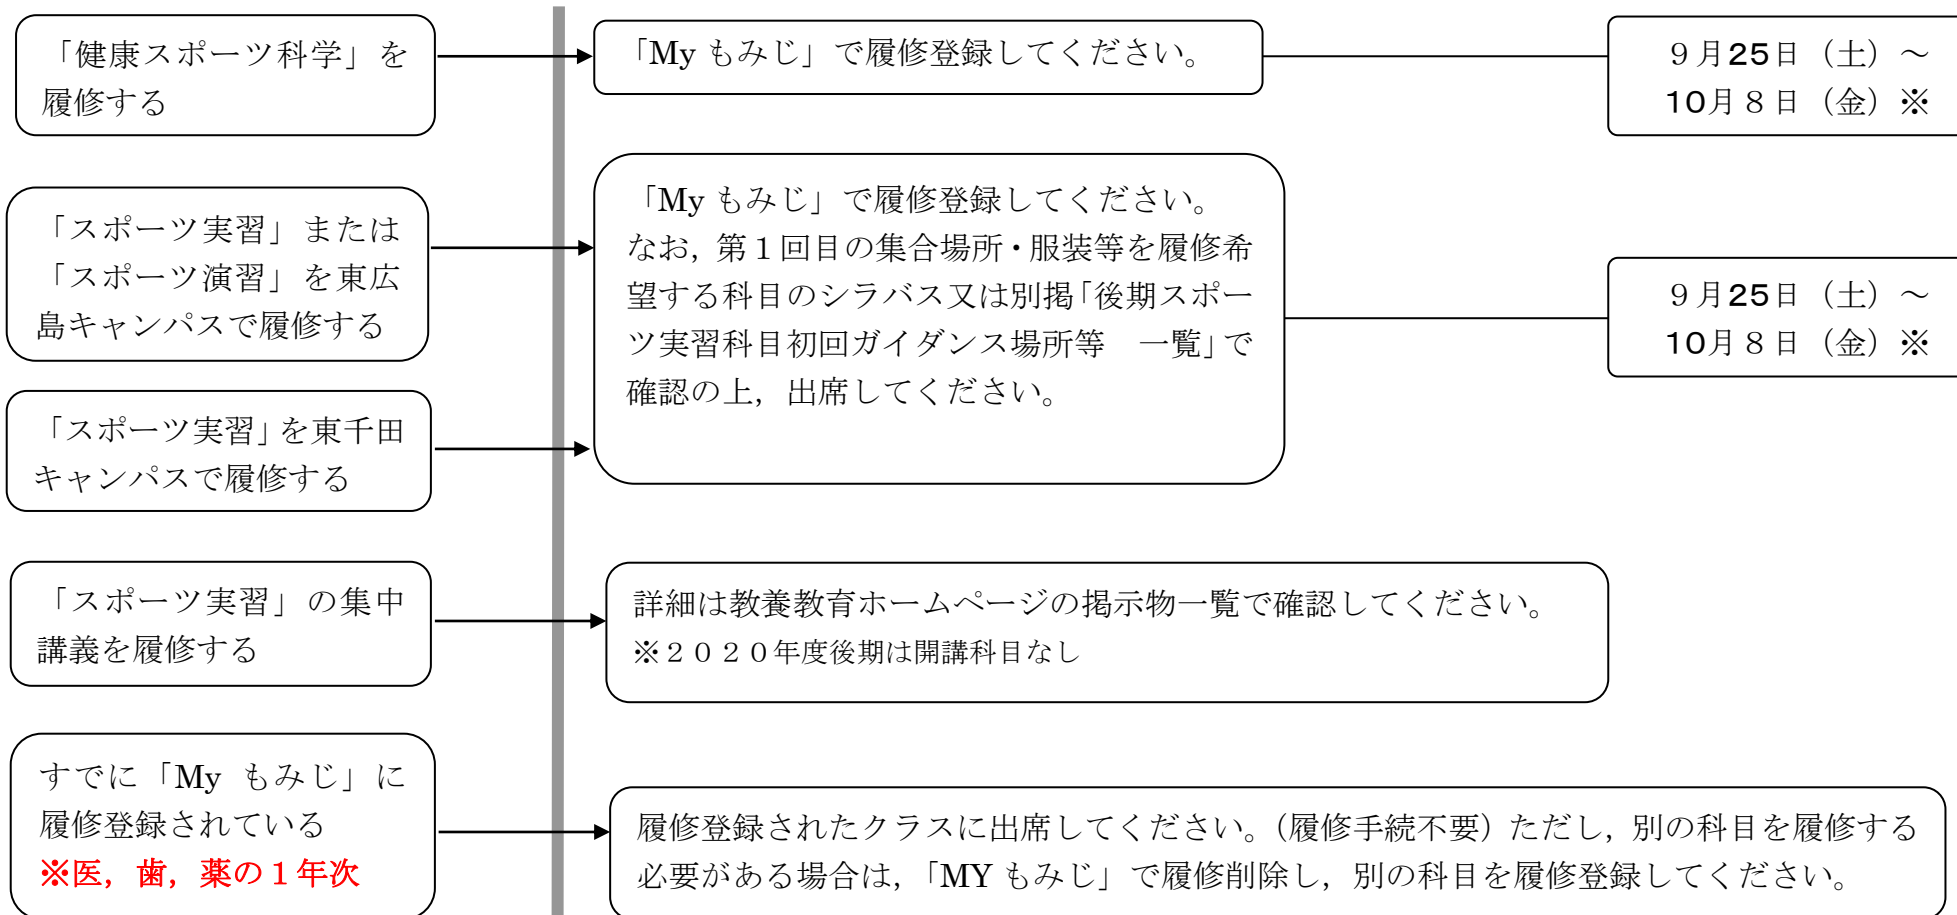 「健康スポーツ科学」を
履修する
「My もみじ」で履修登録してください。
９月25日（土）～
10月８日（金）※
「スポーツ実習」または
「スポーツ演習」を東広
島キャンパスで履修する
「My もみじ」で履修登録してください。
なお，第１回目の集合場所・服装等を履修希
望する科目のシラバス又は別掲「後期スポー
ツ実習科目初回ガイダンス場所等　一覧」で
確認の上，出席してください。
９月25日（土）～
10月８日（金）※
「スポーツ実習」を東千田
キャンパスで履修する
「スポーツ実習」の集中
講義を履修する
詳細は教養教育ホームページの掲示物一覧で確認してください。
※２０２０年度後期は開講科目なし
すでに「My もみじ」に
履修登録されている
※医，歯，薬の１年次
履修登録されたクラスに出席してください。（履修手続不要）ただし，別の科目を履修する
必要がある場合は，「MY もみじ」で履修削除し，別の科目を履修登録してください。